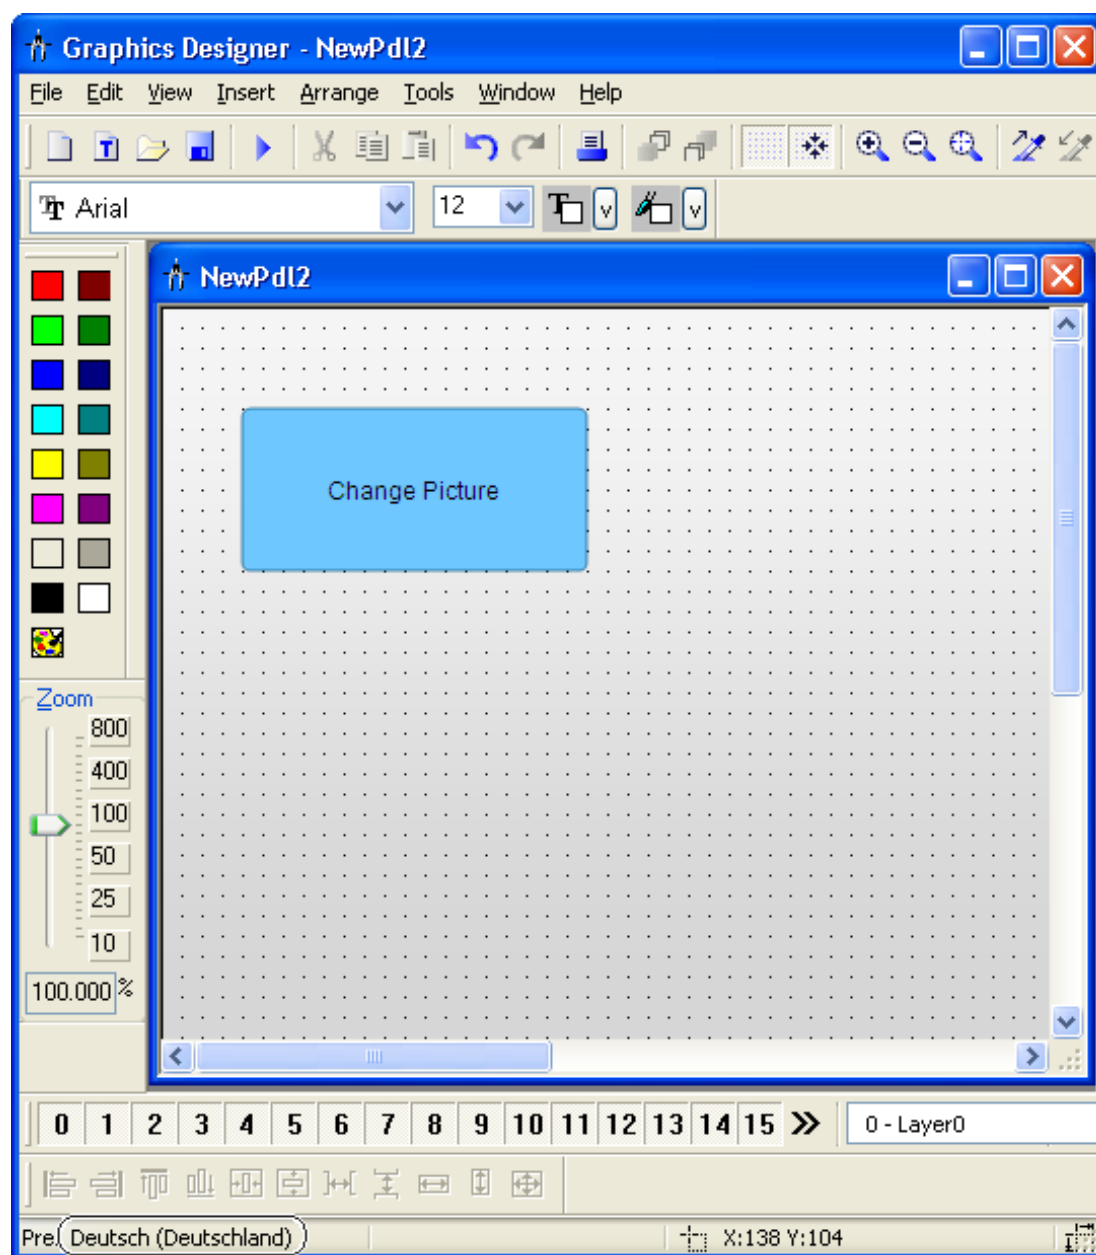 Graphics Designer - NewPdl2
File Edit View Insert Arrange Tools Window Help
T
Tr Arial 12 T v v
NewPdl2
Change Picture
Zoom
800
400
100
50
25
10
100.000 %
0 1 2 3 4 5 6 7 8 9 10 11 12 13 14 15 0 - Layer0
Pre. Deutsch (Deutschland) X:138 Y:104